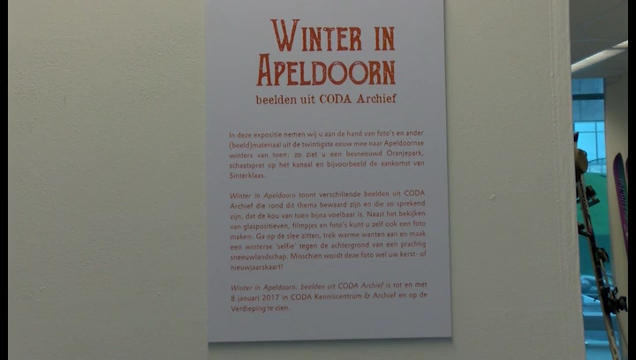 WINTER IN
APELDOORN
beelden uit CODA Archief
In deze expositie nemen wij u aan de hand van foto's en ander
(beeld)materiaal uit de twintigste eeuw mee naar Apeldoornse
winters van toen; zo ziet u een besneeuwd Oranjepark,
schaatspret op het kanaal en bijvoorbeeld de aankomst van
Sinterklaas.
Winter in Apeldoorn toont verschillende beelden uit CODA
Archief die rond dit thema bewaard zijn en die zo sprekend
zijn, dat de kou van toen bijna voelbaar is. Naast het bekijken
van glaspositieven, filmpjes en foto's kunt u zelf ook een foto
maken. Ga op de slee zitten, trek warme wanten aan en maak
een winterse 'selfie' tegen de achtergrond van een prachtig
sneeuwlandschap. Misschien wordt deze foto wel uw kerst- of
nieuwjaarskaart!
Winter in Apeldoorn: beelden uit CODA Archief is tot en met
8 januari 2017 in CODA Kenniscentrum & Archief en op de
Verdieping te zien.